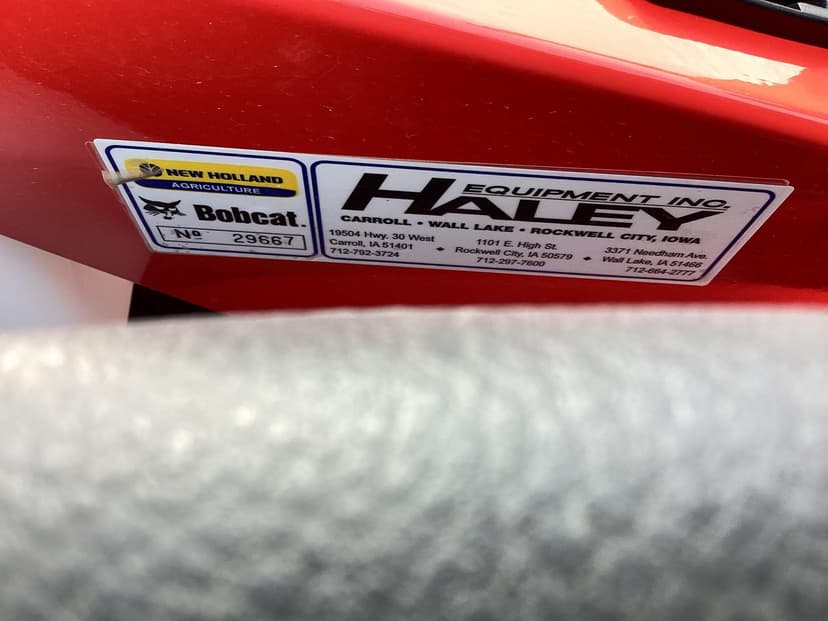 NEW HOLLAND
AGRICULTURE
Bobcat.
Nº 29667
EQUIPMENT INC.
HALEY
CARROLL • WALL LAKE • ROCKWELL CITY, IOWA
19504 Hwy. 30 West
Carroll, IA 51401
712-792-3724
1101 E. High St.
Rockwell City, IA 50579
712-297-7600
3371 Needham Ave.
Wall Lake, IA 51466
712-664-2777